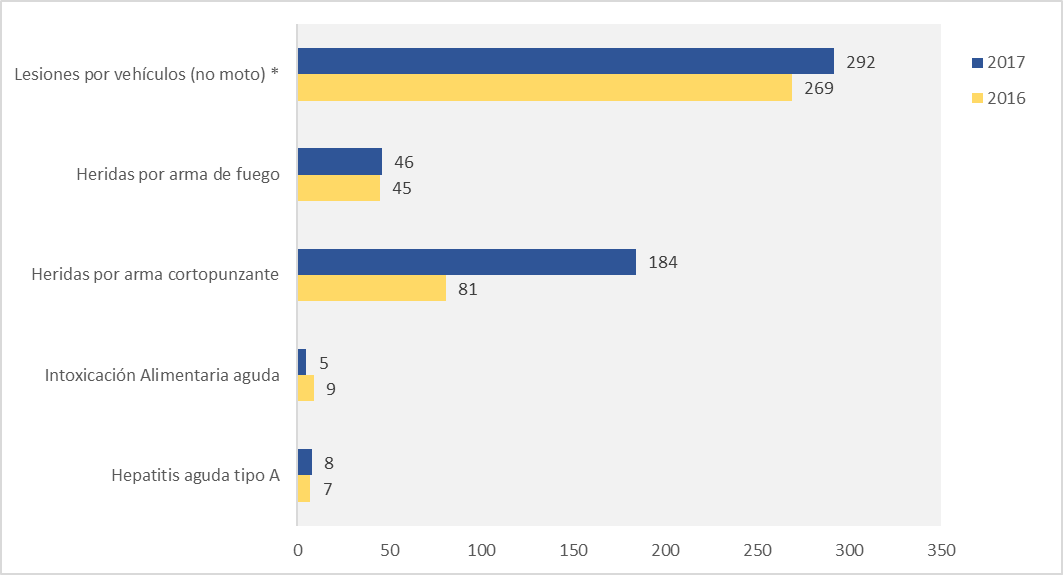 Lesiones por vehículos (no moto) *
292
269
2017
2016
Heridas por arma de fuego
46
45
Heridas por arma cortopunzante
184
81
Intoxicación Alimentaria aguda
5
9
Hepatitis aguda tipo A
8
7
0 50 100 150 200 250 300 350